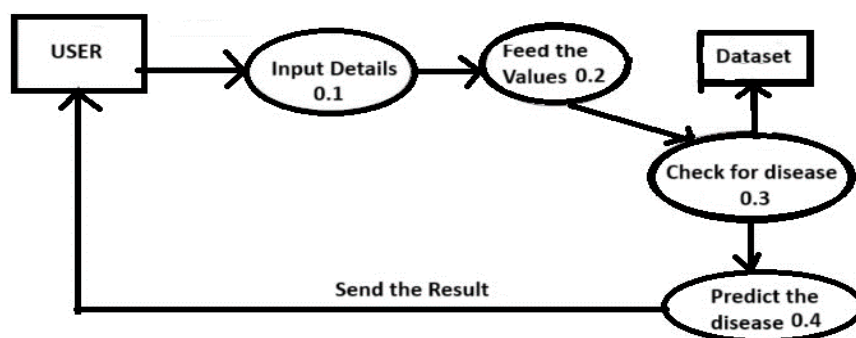 USER
Input Details
0.1
Feed the
Values 0.2
Dataset
Check for disease
0.3
Send the Result
Predict the
disease 0.4